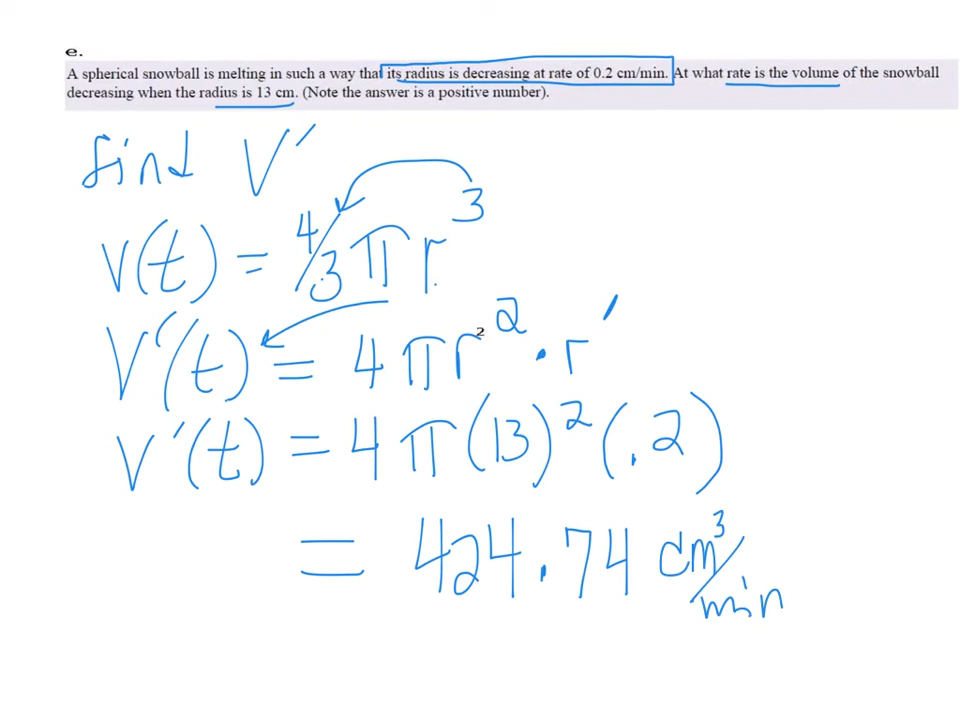 e.
A spherical snowball is melting in such a way that its radius is decreasing at rate of 0.2 cm/min. At what rate is the volume of the snowball
decreasing when the radius is 13 cm. (Note the answer is a positive number).
find V'
V(t) = 4/3 π r³
V'(t) = 4πr² ² · r'
V'(t) = 4π(13)² (.2)
= 424.74 cm³/min